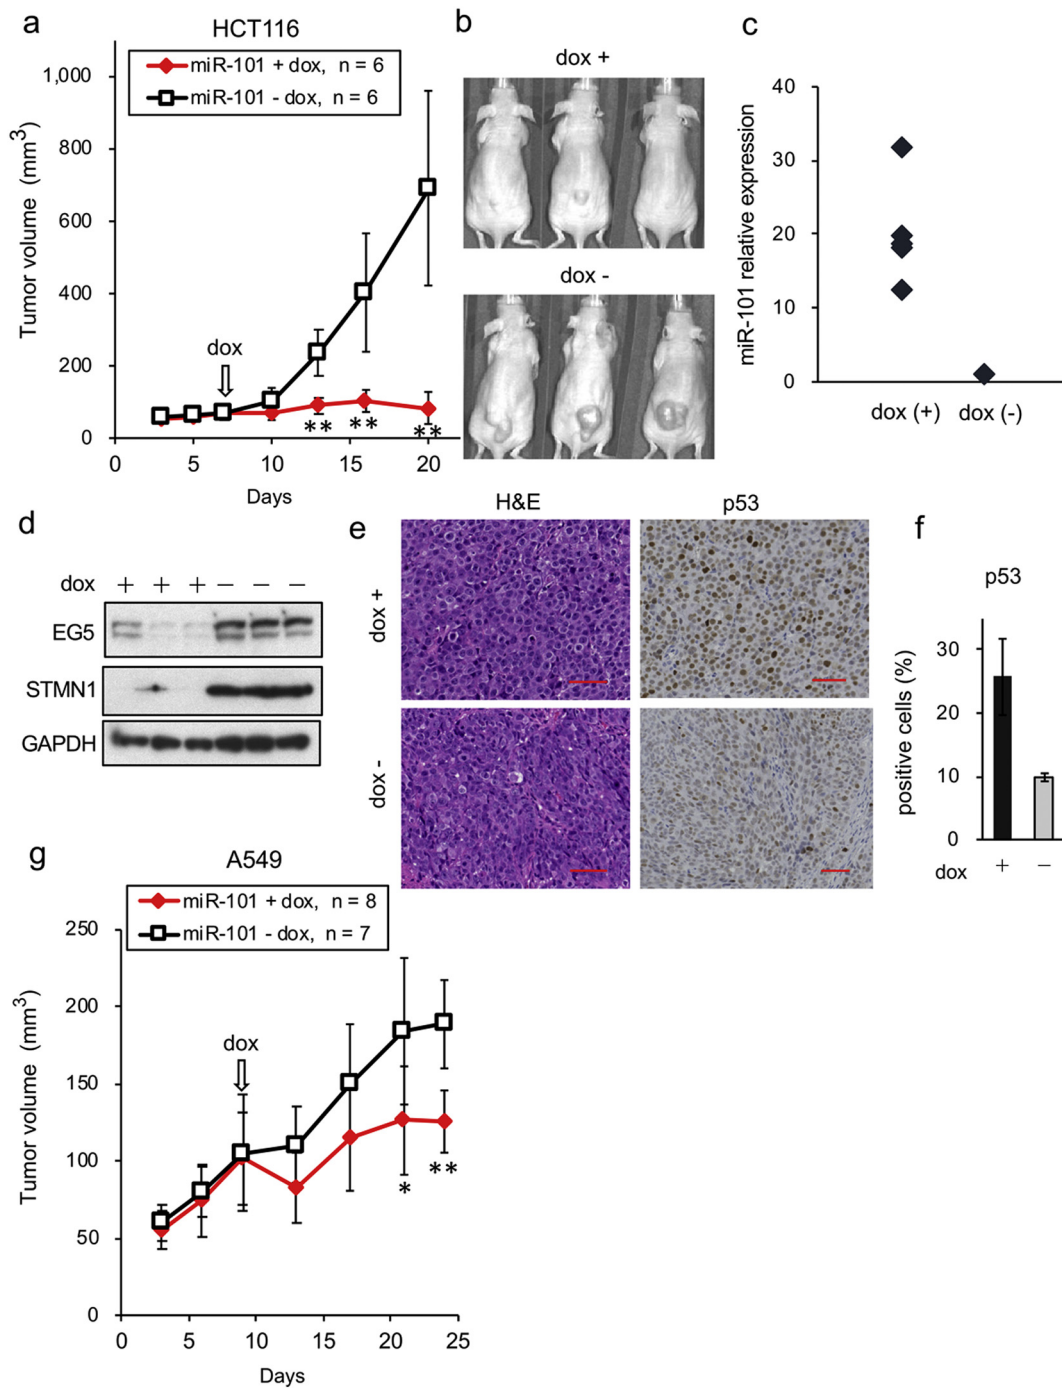 a
HCT116
miR-101 + dox, n = 6
miR-101 - dox, n = 6
Tumor volume (mm3)
1,000
800
600
400
200
0
dox
** ** **
0 5 10 15 20
Days
b
dox +
dox -
c
miR-101 relative expression
40
30
20
10
0
dox (+) dox (-)
d
dox + + + − − −
EG5
STMN1
GAPDH
e
H&E p53
dox +
dox -
f
p53
positive cells (%)
30
20
10
0
dox + −
g
A549
miR-101 + dox, n = 8
miR-101 - dox, n = 7
Tumor volume (mm3)
250
200
150
100
50
0
dox
* **
0 5 10 15 20 25
Days